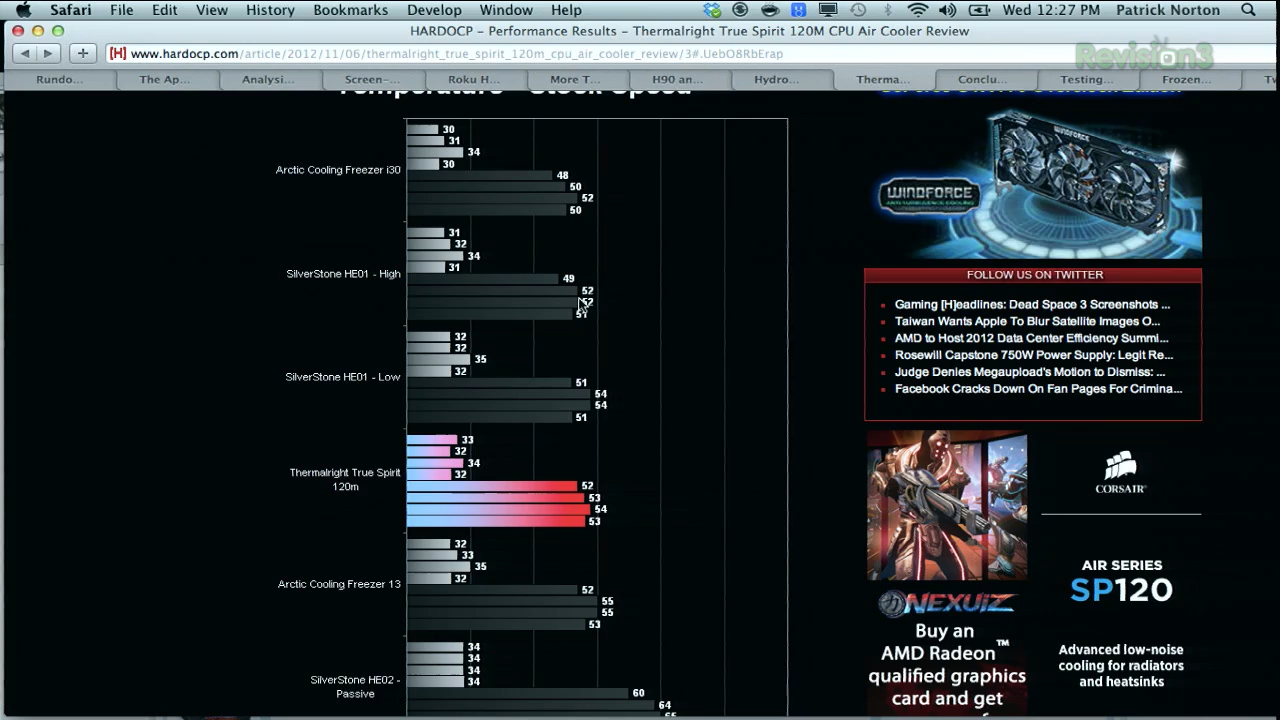 Safari File Edit View History Bookmarks Develop Window Help Wed 12:27 PM Patrick Norton
HARDOCP - Performance Results - Thermalright True Spirit 120M CPU Air Cooler Review
[H] www.hardocp.com/article/2012/11/06/thermalright_true_spirit_120m_cpu_air_cooler_review/3#.UebO8RbErap
Revision3
Rundo... The Ap... Analysi... Screen-... Roku H... More T... H90 an... Hydro... Therma... Conclu... Testing... Frozen...
Temperature - Stock Speed
30
31
34
30
Arctic Cooling Freezer i30
48
50
52
50
31
32
34
31
SilverStone HE01 - High
49
52
52
51
32
32
35
32
SilverStone HE01 - Low
51
54
54
51
33
32
34
32
Thermalright True Spirit
120m
52
53
54
53
32
33
35
32
Arctic Cooling Freezer 13
52
55
55
53
34
34
34
34
SilverStone HE02 -
Passive
60
64
WINDFORCE
WINDFORCE
ANTI-TURBULENCE COOLING
FOLLOW US ON TWITTER
Gaming [H]eadlines: Dead Space 3 Screenshots ...
Taiwan Wants Apple To Blur Satellite Images O...
AMD to Host 2012 Data Center Efficiency Summi...
Rosewill Capstone 750W Power Supply: Legit Re...
Judge Denies Megaupload's Motion to Dismiss: ...
Facebook Cracks Down On Fan Pages For Crimina...
NEXUIZ
Buy an
AMD Radeon™
qualified graphics
card and get
CORSAIR
AIR SERIES
SP120
Advanced low-noise
cooling for radiators
and heatsinks